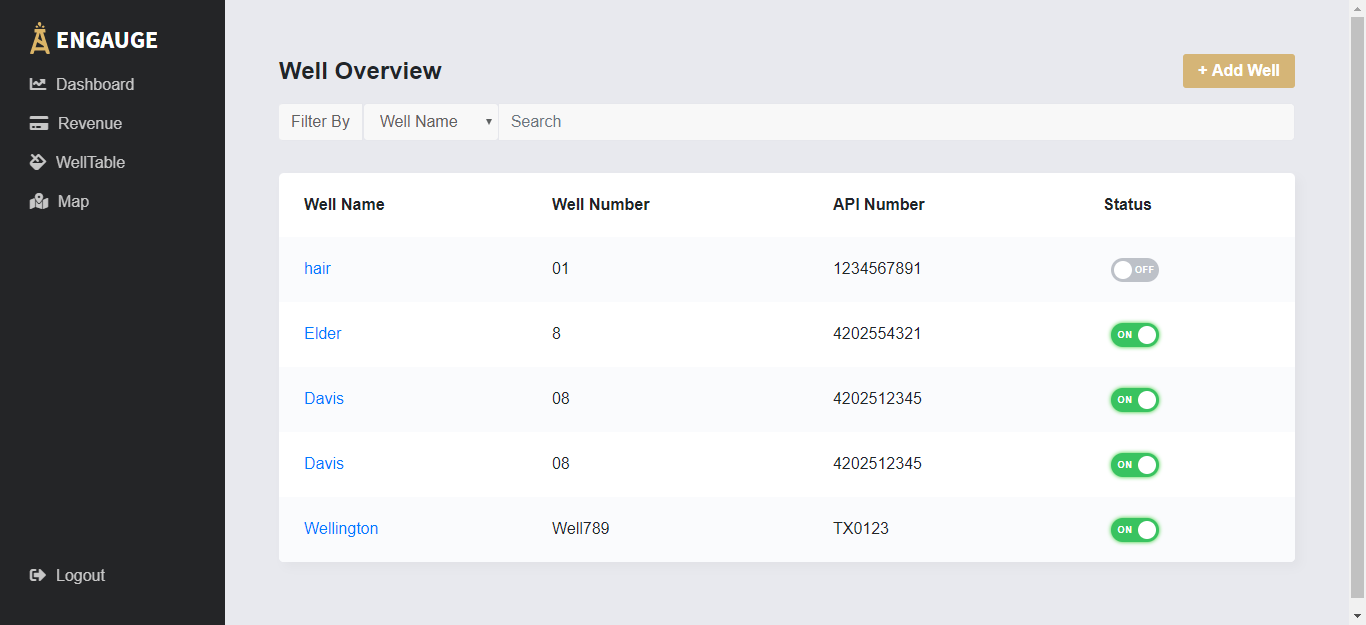 ENGAUGE
Dashboard
Revenue
WellTable
Map
Logout
Well Overview
+ Add Well
Filter By Well Name Search
Well Name Well Number API Number Status
hair 01 1234567891 OFF
Elder 8 4202554321 ON
Davis 08 4202512345 ON
Davis 08 4202512345 ON
Wellington Well789 TX0123 ON